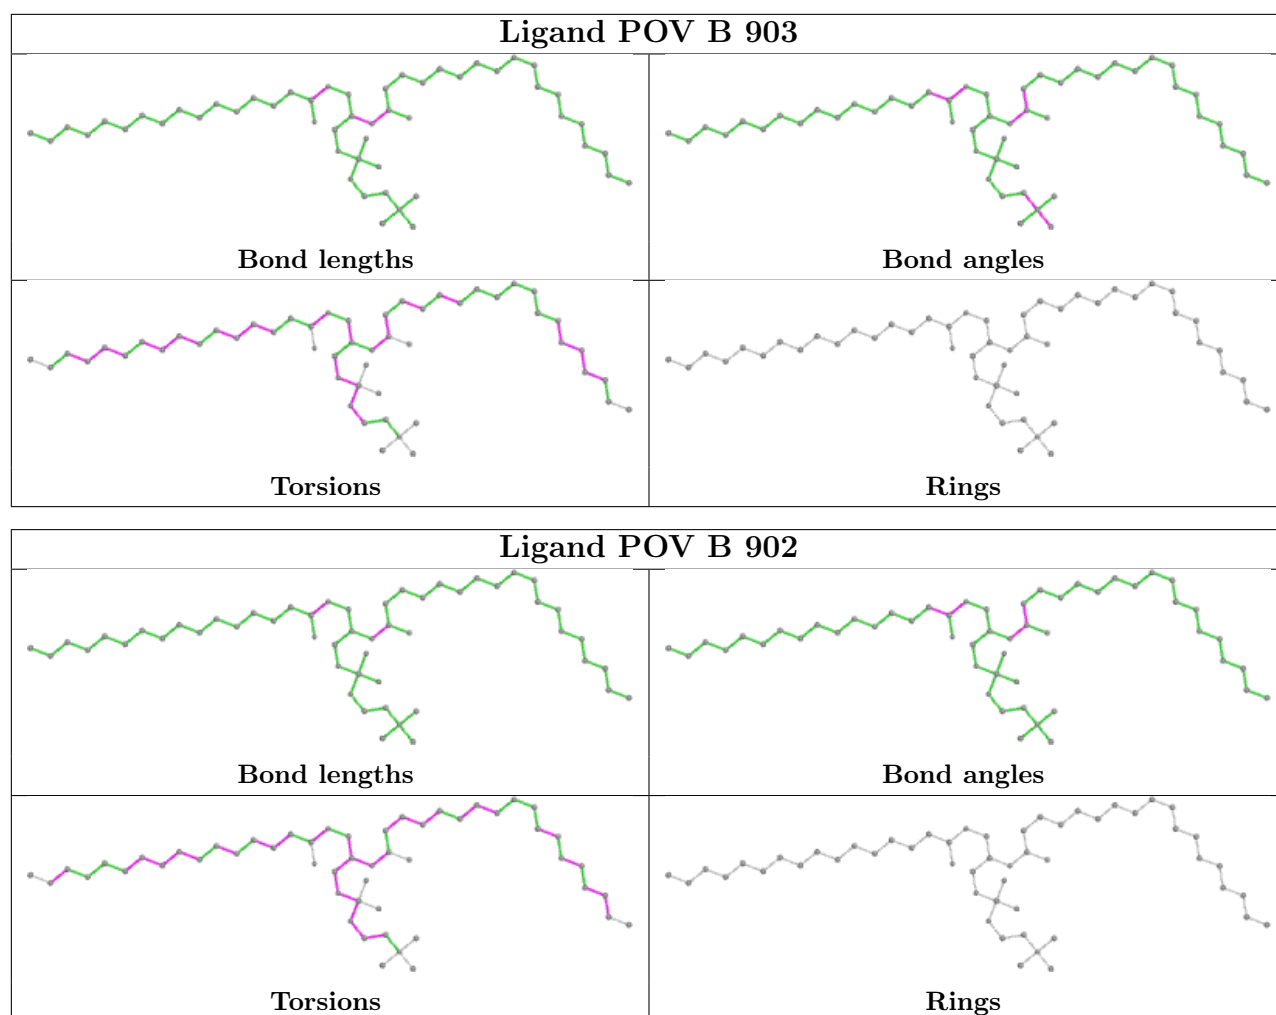 Ligand POV B 903
Bond lengths
Bond angles
Torsions
Rings
Ligand POV B 902
Bond lengths
Bond angles
Torsions
Rings